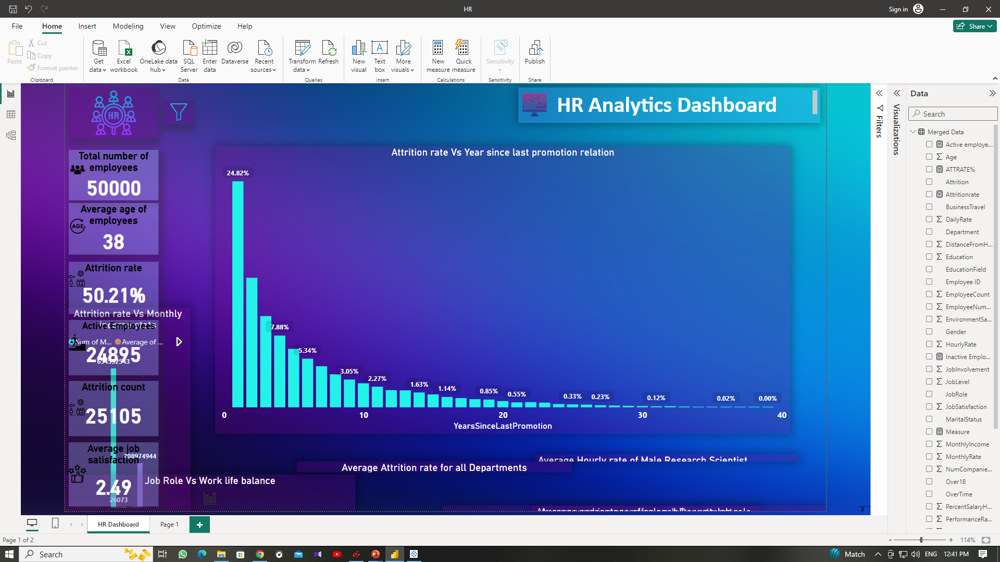 HR
Sign in
File
Home
Insert
Modeling
View
Optimize
Help
Share
Paste
Cut
Copy
Format painter
Clipboard
Get data
Excel workbook
OneLake data hub
SQL Server
Enter data
Dataverse
Recent sources
Data
Transform data
Refresh
Queries
New visual
Text box
More visuals
Insert
New measure
Quick measure
Calculations
Sensitivity
Sensitivity
Publish
Share
HR
HR Analytics Dashboard
Total number of
employees
50000
Average age of
employees
AGE
38
Attrition rate
50.21%
Attrition rate Vs Monthly
Active Employees
Sum of M...
Average of ...
24895
Attrition count
25105
Average job
satisfaction
208974944
2.49
26073
Attrition rate Vs Year since last promotion relation
24.82%
7.88%
5.34%
3.05%
2.27%
1.63%
1.14%
0.85%
0.55%
0.33%
0.23%
0.12%
0.02%
0.00%
0
10
20
30
40
YearsSinceLastPromotion
Average Hourly rate of Male Research Scientist
Average Attrition rate for all Departments
Job Role Vs Work life balance
Filters
Visualizations
Data
Search
Merged Data
Active employe...
Age
ATTRATE%
Attrition
Attritionrate
BusinessTravel
DailyRate
Department
DistanceFromH...
Education
EducationField
Employee ID
EmployeeCount
EmployeeNum...
EnvironmentSa...
Gender
HourlyRate
Inactive Emplo...
JobInvolvement
JobLevel
JobRole
JobSatisfaction
MaritalStatus
Measure
MonthlyIncome
MonthlyRate
NumCompanie...
Over18
OverTime
PercentSalaryH...
PerformanceRa...
HR Dashboard
Page 1
Page 1 of 2
114%
Search
Match
ENG
12:41 PM